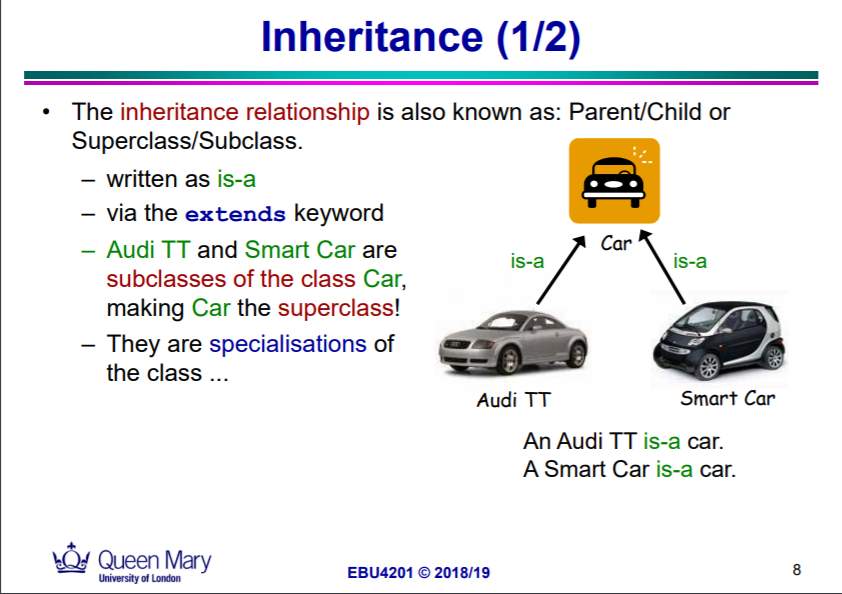 Inheritance (1/2)
• The inheritance relationship is also known as: Parent/Child or
Superclass/Subclass.
– written as is-a
– via the extends keyword
– Audi TT and Smart Car are
subclasses of the class Car,
making Car the superclass!
– They are specialisations of
the class ...
Car
is-a
is-a
Audi TT
Smart Car
An Audi TT is-a car.
A Smart Car is-a car.
Queen Mary
University of London
EBU4201 © 2018/19
8